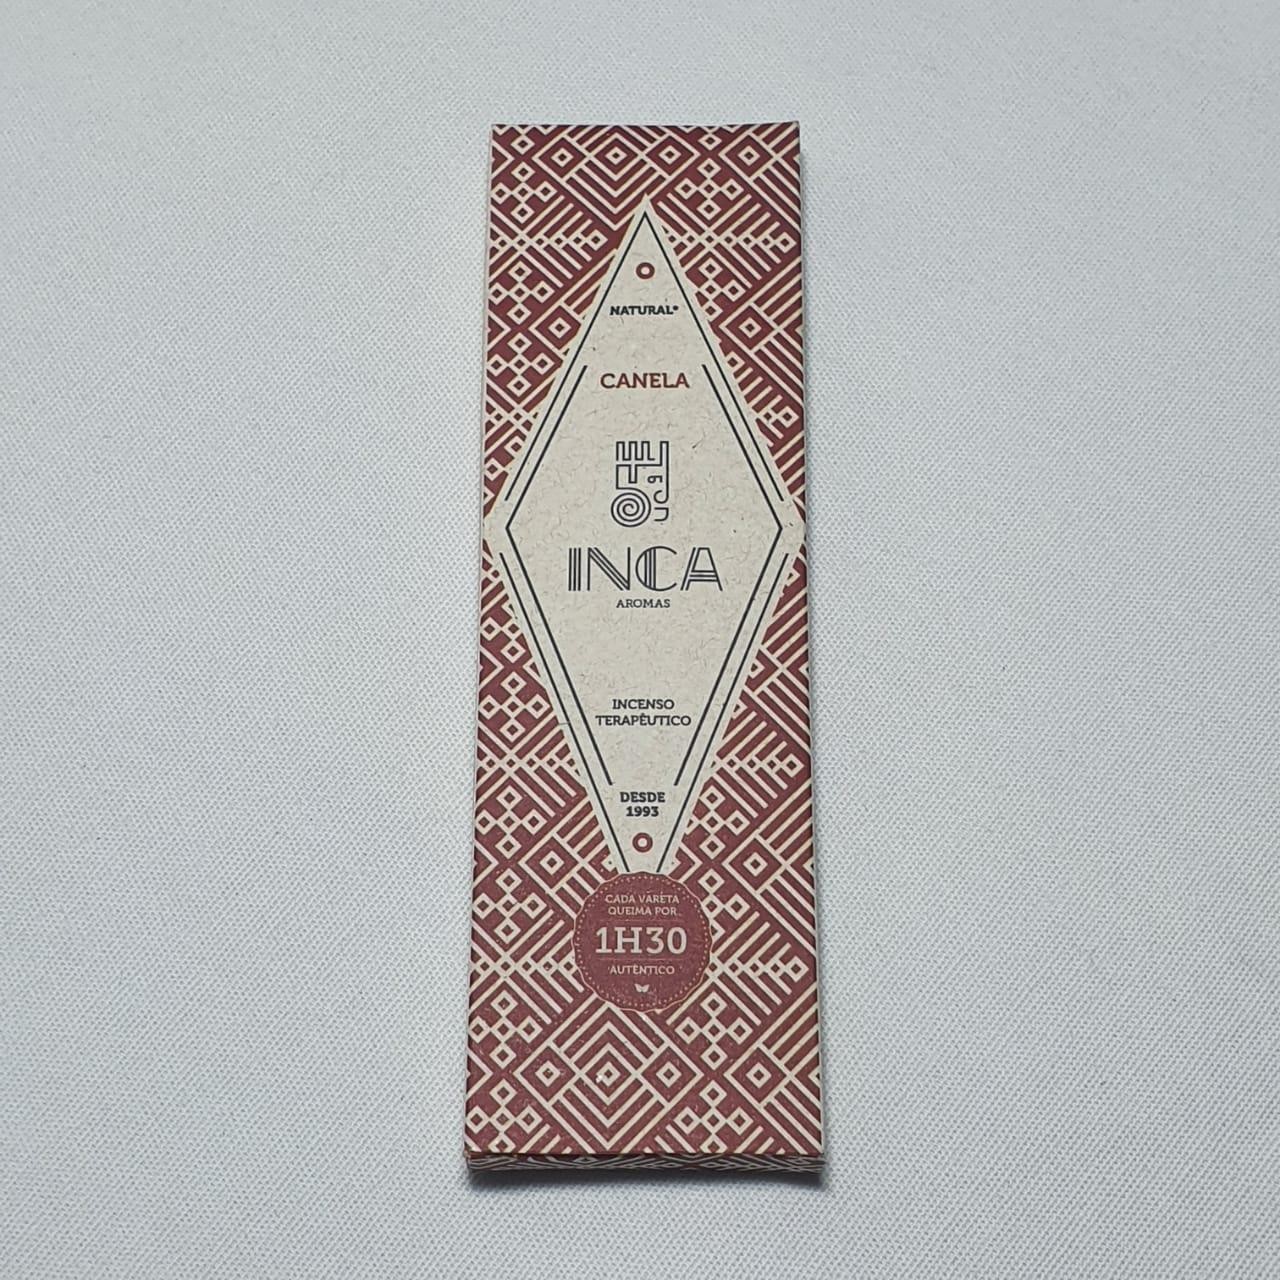 NATURAL*
CANELA
INCA
AROMAS
INCENSO
TERAPÊUTICO
DESDE
1993
CADA VARETA
QUEIMA POR
1H30
AUTÊNTICO